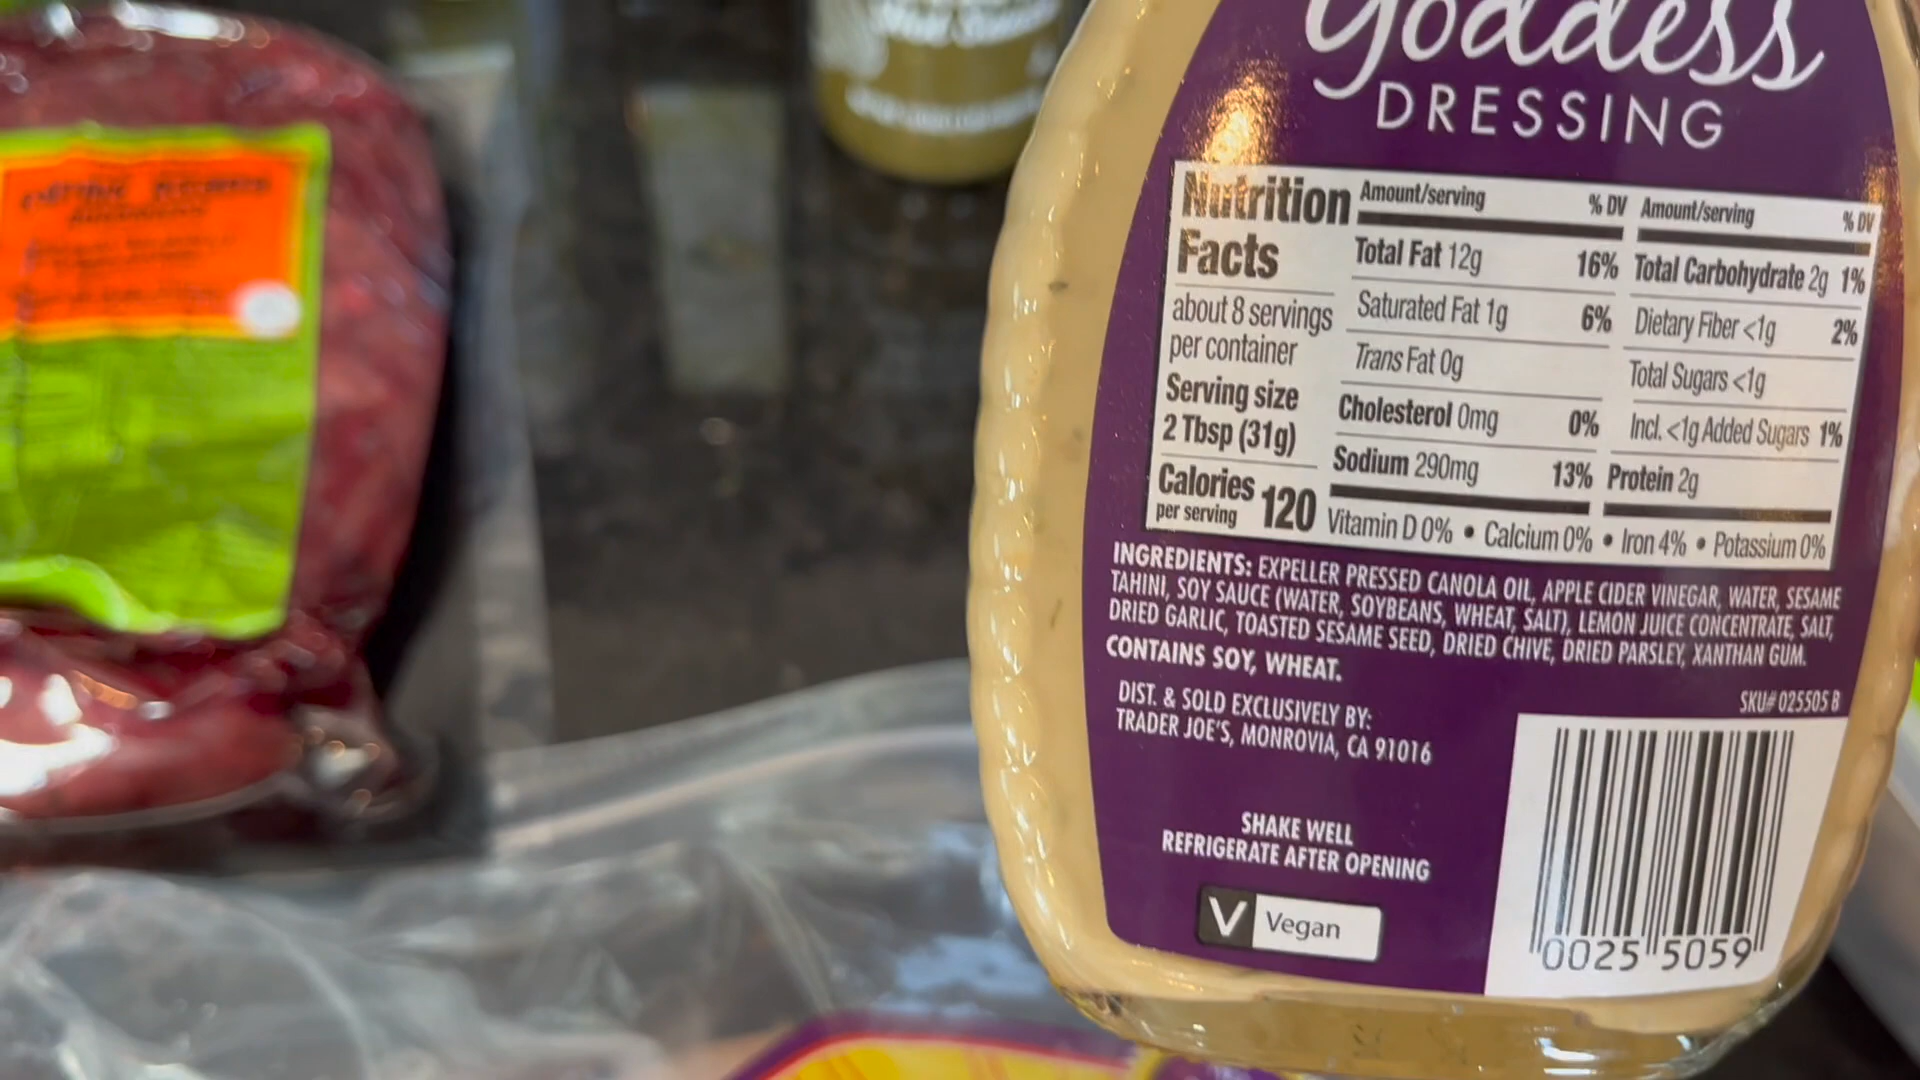 Goddess
DRESSING
Nutrition
Facts
about 8 servings
per container
Serving size
2 Tbsp (31g)
Calories
per serving 120
Amount/serving % DV
Total Fat 12g 16%
Saturated Fat 1g 6%
Trans Fat 0g
Cholesterol 0mg 0%
Sodium 290mg 13%
Amount/serving % DV
Total Carbohydrate 2g 1%
Dietary Fiber <1g 2%
Total Sugars <1g
Incl. <1g Added Sugars 1%
Protein 2g
Vitamin D 0% • Calcium 0% • Iron 4% • Potassium 0%
INGREDIENTS: EXPELLER PRESSED CANOLA OIL, APPLE CIDER VINEGAR, WATER, SESAME
TAHINI, SOY SAUCE (WATER, SOYBEANS, WHEAT, SALT), LEMON JUICE CONCENTRATE, SALT,
DRIED GARLIC, TOASTED SESAME SEED, DRIED CHIVE, DRIED PARSLEY, XANTHAN GUM.
CONTAINS SOY, WHEAT.
DIST. & SOLD EXCLUSIVELY BY:
TRADER JOE'S, MONROVIA, CA 91016
SKU# 025505 B
SHAKE WELL
REFRIGERATE AFTER OPENING
V Vegan
0025 5059